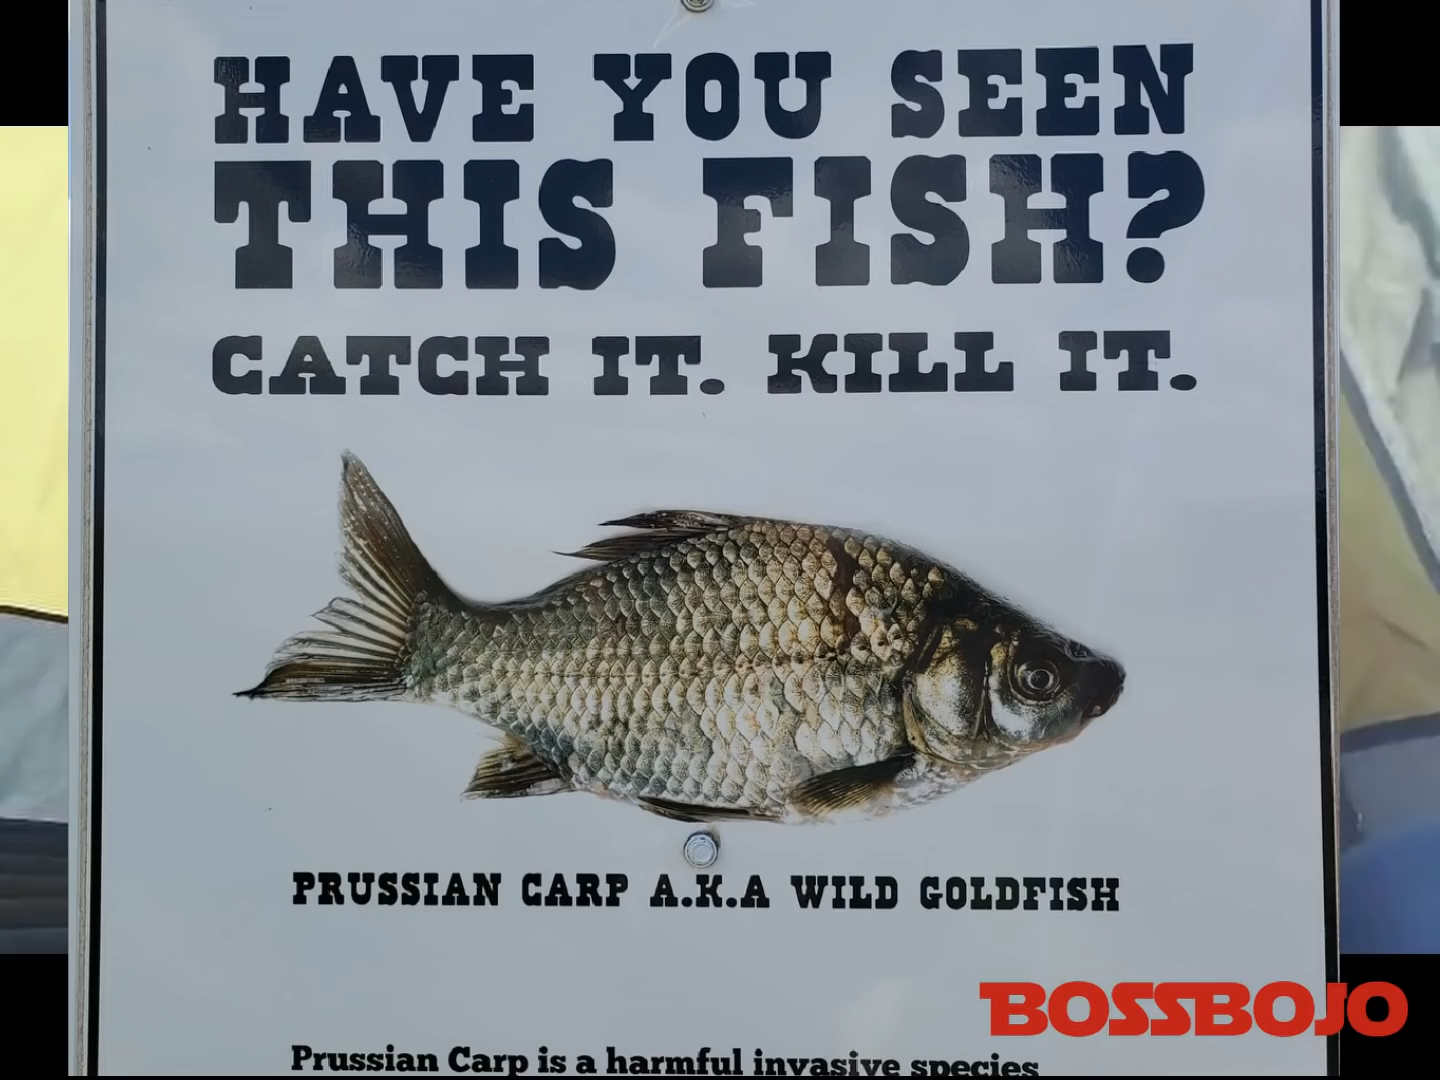 HAVE YOU SEEN
THIS FISH?
CATCH IT. KILL IT.
PRUSSIAN CARP A.K.A WILD GOLDFISH
BOSSBOJO
Prussian Carp is a harmful invasive species